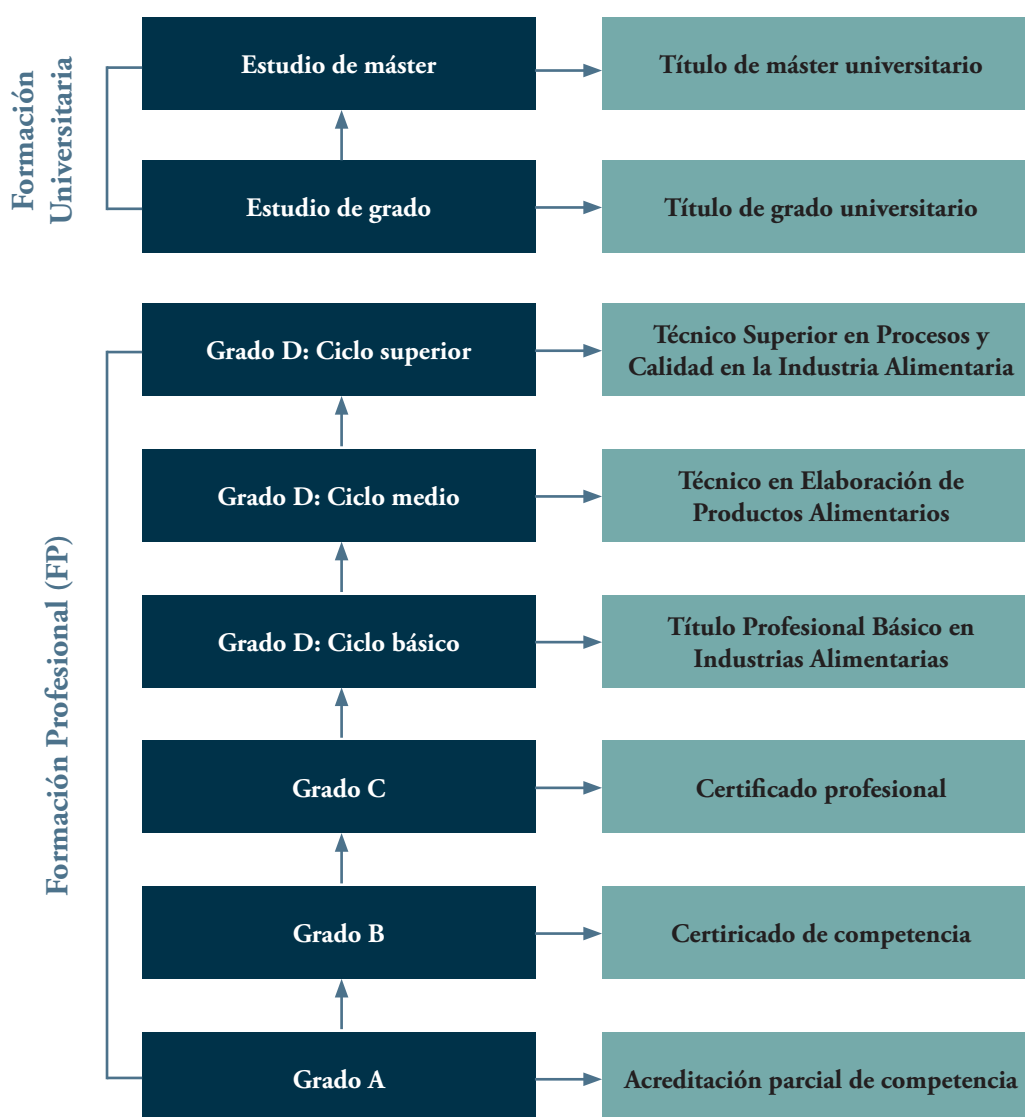 Formación
Universitaria
Estudio de máster
Título de máster universitario
Estudio de grado
Título de grado universitario
Formación Profesional (FP)
Grado D: Ciclo superior
Técnico Superior en Procesos y
Calidad en la Industria Alimentaria
Grado D: Ciclo medio
Técnico en Elaboración de
Productos Alimentarios
Grado D: Ciclo básico
Título Profesional Básico en
Industrias Alimentarias
Grado C
Certificado profesional
Grado B
Certiricado de competencia
Grado A
Acreditación parcial de competencia